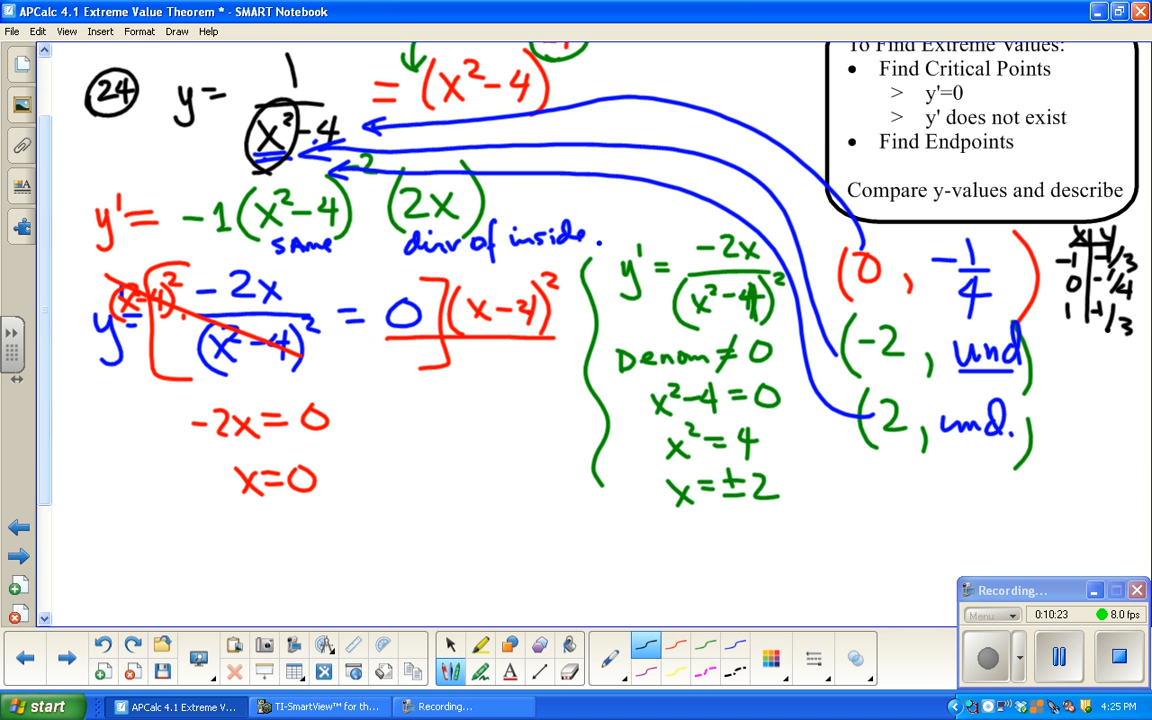 APCalc 4.1 Extreme Value Theorem * - SMART Notebook
File Edit View Insert Format Draw Help
To Find Extreme Values:
• Find Critical Points
> y'=0
> y' does not exist
• Find Endpoints
Compare y-values and describe
24 y = 1/(x²-4) = (x²-4)
y' = -1(x²-4)⁻² (2x)
same deriv of inside.
(x²-4)² [-2x/(x²-4)² = 0](x-4)²
y' =
-2x = 0
x = 0
y' = -2x/(x²-4)²
Denom ≠ 0
x²-4 = 0
x² = 4
x = ±2
(0, -1/4)
(-2, und)
(2, und.)
x y
-1 -1/3
0 -1/4
1 -1/3
Recording...
Menu
0:10:23
8.0 fps
start
APCalc 4.1 Extreme V...
TI-SmartView™ for th...
Recording...
4:25 PM